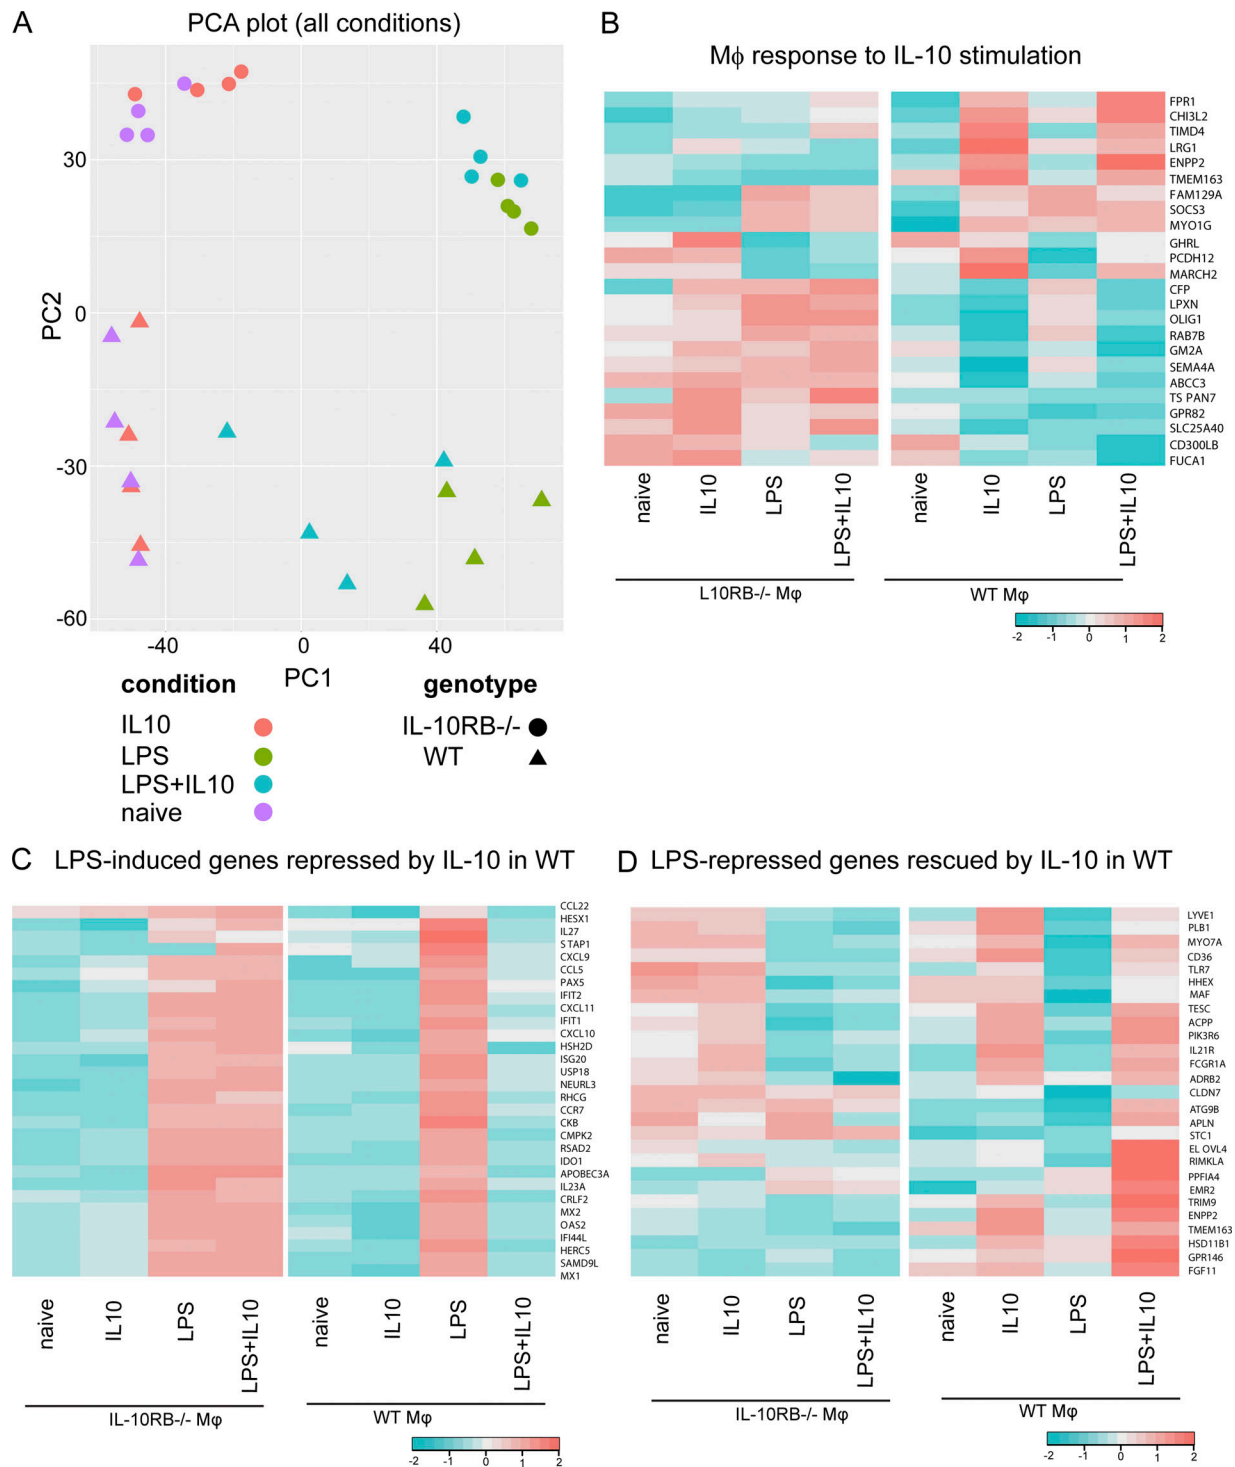 A
PCA plot (all conditions)
PC2
30
0
-30
-60
-40
0
40
PC1
condition
genotype
IL10
LPS
LPS+IL10
naive
IL-10RB-/-
WT
B
Mϕ response to IL-10 stimulation
FPR1
CHI3L2
TIMD4
LRG1
ENPP2
TMEM163
FAM129A
SOCS3
MYO1G
GHRL
PCDH12
MARCH2
CFP
LPXN
OLIG1
RAB7B
GM2A
SEMA4A
ABCC3
TS PAN7
GPR82
SLC25A40
CD300LB
FUCA1
naive
IL10
LPS
LPS+IL10
naive
IL10
LPS
LPS+IL10
L10RB-/- Mφ
WT Mφ
-2 -1 0 1 2
C
LPS-induced genes repressed by IL-10 in WT
CCL22
HESX1
IL27
S TAP1
CXCL9
CCL5
PAX5
IFIT2
CXCL11
IFIT1
CXCL10
HSH2D
ISG20
USP18
NEURL3
RHCG
CCR7
CKB
CMPK2
RSAD2
IDO1
APOBEC3A
IL23A
CRLF2
MX2
OAS2
IFI44L
HERC5
SAMD9L
MX1
naive
IL10
LPS
LPS+IL10
naive
IL10
LPS
LPS+IL10
IL-10RB-/- Mφ
WT Mφ
-2 -1 0 1 2
D
LPS-repressed genes rescued by IL-10 in WT
LYVE1
PLB1
MYO7A
CD36
TLR7
HHEX
MAF
TESC
ACPP
PIK3R6
IL21R
FCGR1A
ADRB2
CLDN7
ATG9B
APLN
STC1
EL OVL4
RIMKLA
PPFIA4
EMR2
TRIM9
ENPP2
TMEM163
HSD11B1
GPR146
FGF11
naive
IL10
LPS
LPS+IL10
naive
IL10
LPS
LPS+IL10
IL-10RB-/- Mφ
WT Mφ
-2 -1 0 1 2